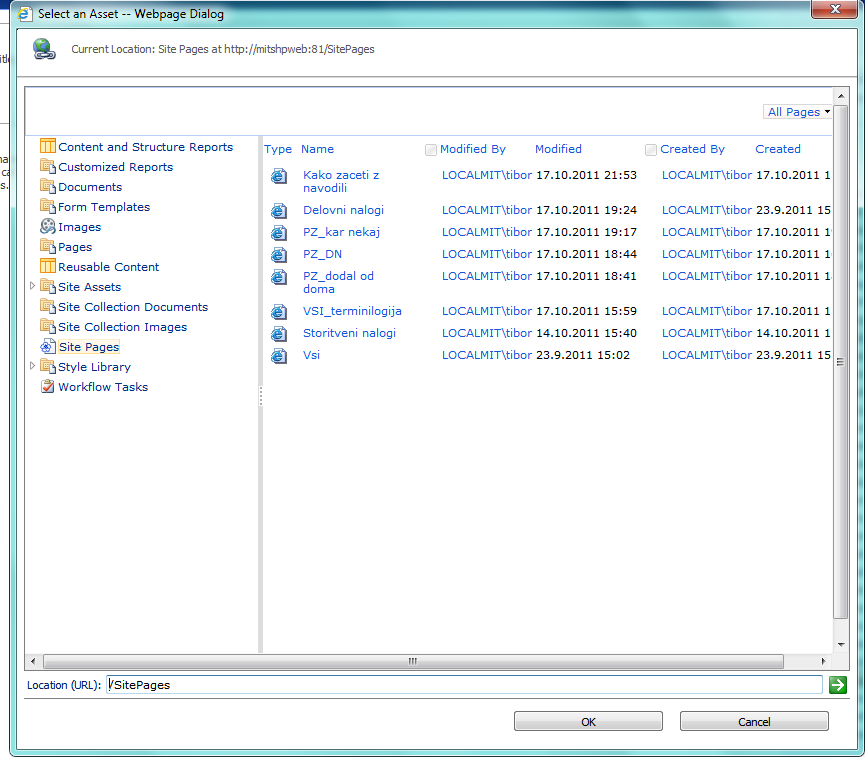 Select an Asset -- Webpage Dialog
Current Location: Site Pages at http://mitshpweb:81/SitePages
All Pages
Content and Structure Reports
Customized Reports
Documents
Form Templates
Images
Pages
Reusable Content
Site Assets
Site Collection Documents
Site Collection Images
Site Pages
Style Library
Workflow Tasks
Type Name Modified By Modified Created By Created
Kako zaceti z LOCALMIT\tibor 17.10.2011 21:53 LOCALMIT\tibor 17.10.2011 1
navodili
Delovni nalogi LOCALMIT\tibor 17.10.2011 19:24 LOCALMIT\tibor 23.9.2011 15
PZ_kar nekaj LOCALMIT\tibor 17.10.2011 19:17 LOCALMIT\tibor 17.10.2011 1
PZ_DN LOCALMIT\tibor 17.10.2011 18:44 LOCALMIT\tibor 17.10.2011 1
PZ_dodal od LOCALMIT\tibor 17.10.2011 18:41 LOCALMIT\tibor 17.10.2011 1
doma
VSI_terminilogija LOCALMIT\tibor 17.10.2011 15:59 LOCALMIT\tibor 17.10.2011 1
Storitveni nalogi LOCALMIT\tibor 14.10.2011 15:40 LOCALMIT\tibor 14.10.2011 1
Vsi LOCALMIT\tibor 23.9.2011 15:02 LOCALMIT\tibor 23.9.2011 15
Location (URL): /SitePages
OK Cancel